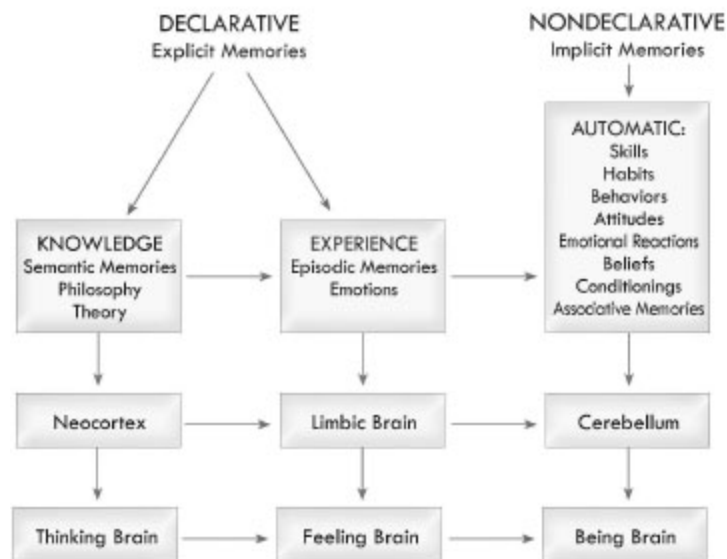 DECLARATIVE
Explicit Memories
NONDECLARATIVE
Implicit Memories
AUTOMATIC:
Skills
Habits
Behaviors
Attitudes
Emotional Reactions
Beliefs
Conditionings
Associative Memories
KNOWLEDGE
Semantic Memories
Philosophy
Theory
EXPERIENCE
Episodic Memories
Emotions
Neocortex
Limbic Brain
Cerebellum
Thinking Brain
Feeling Brain
Being Brain